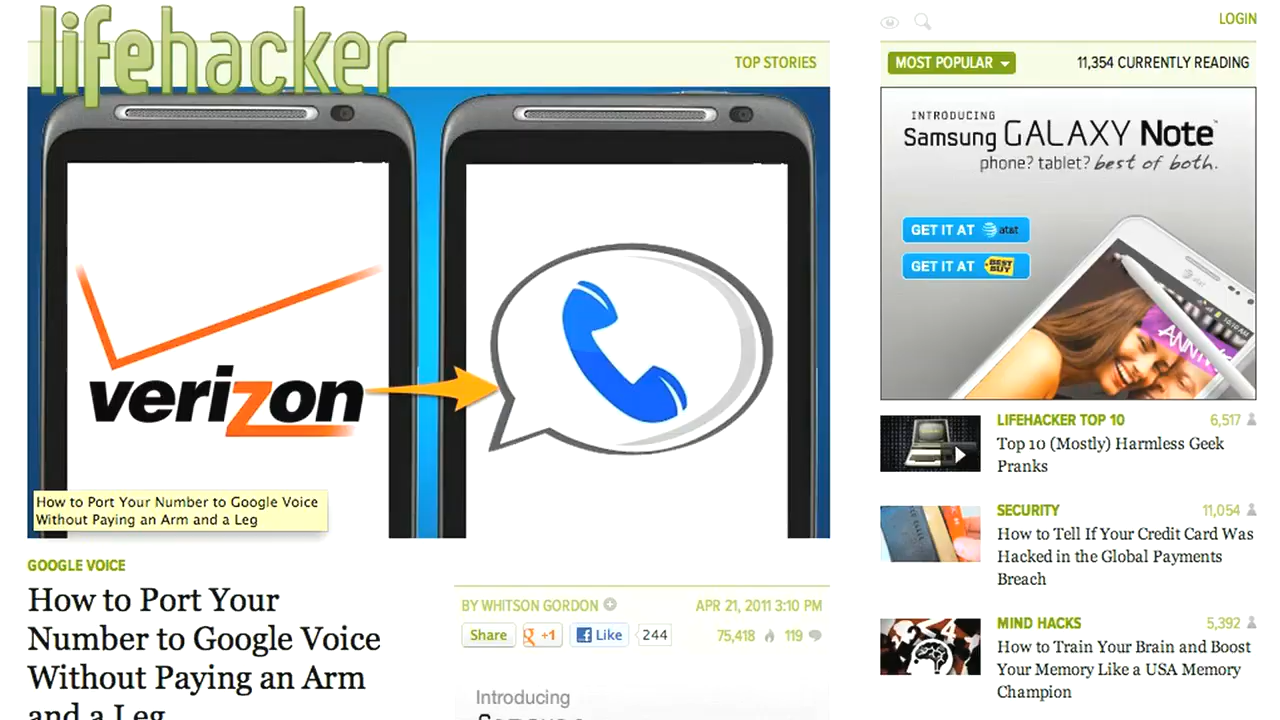 lifehacker
TOP STORIES
verizon
How to Port Your Number to Google Voice
Without Paying an Arm and a Leg
GOOGLE VOICE
How to Port Your
Number to Google Voice
Without Paying an Arm
and a Leg
BY WHITSON GORDON
APR 21, 2011 3:10 PM
Share
+1
Like
244
75,418
119
Introducing
LOGIN
MOST POPULAR
11,354 CURRENTLY READING
INTRODUCING
Samsung GALAXY Note™
phone? tablet? best of both.
GET IT AT at&t
GET IT AT BEST BUY
LIFEHACKER TOP 10
6,517
Top 10 (Mostly) Harmless Geek
Pranks
SECURITY
11,054
How to Tell If Your Credit Card Was
Hacked in the Global Payments
Breach
MIND HACKS
5,392
How to Train Your Brain and Boost
Your Memory Like a USA Memory
Champion